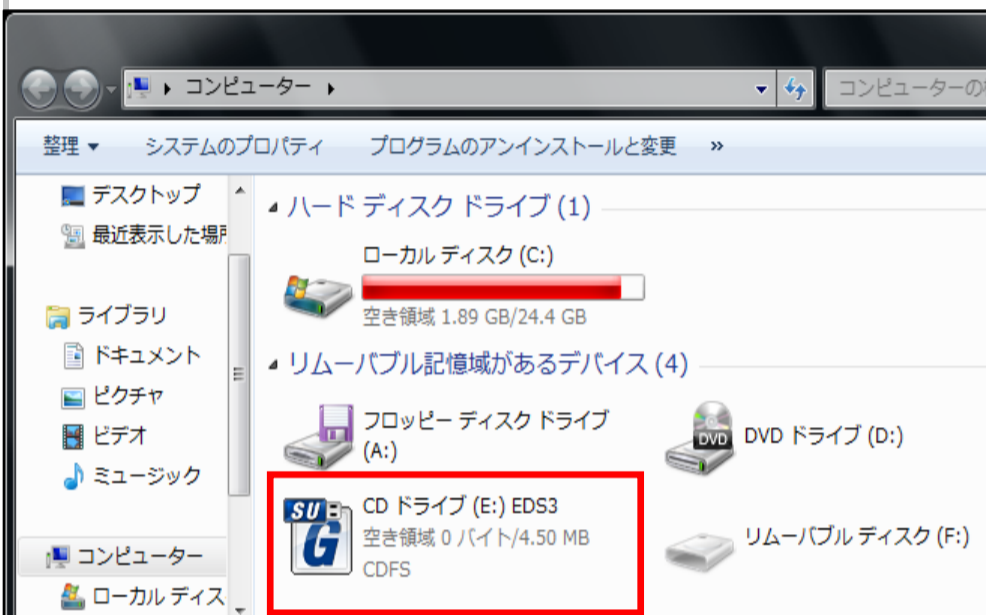 コンピューター
コンピューターの
整理 システムのプロパティ プログラムのアンインストールと変更 »
デスクトップ
最近表示した場所
ライブラリ
ドキュメント
ピクチャ
ビデオ
ミュージック
コンピューター
ローカル ディス
ハード ディスク ドライブ (1)
ローカル ディスク (C:)
空き領域 1.89 GB/24.4 GB
リムーバブル記憶域があるデバイス (4)
フロッピー ディスク ドライブ
(A:)
DVD
DVD ドライブ (D:)
SU
G
CD ドライブ (E:) EDS3
空き領域 0 バイト/4.50 MB
CDFS
リムーバブル ディスク (F:)